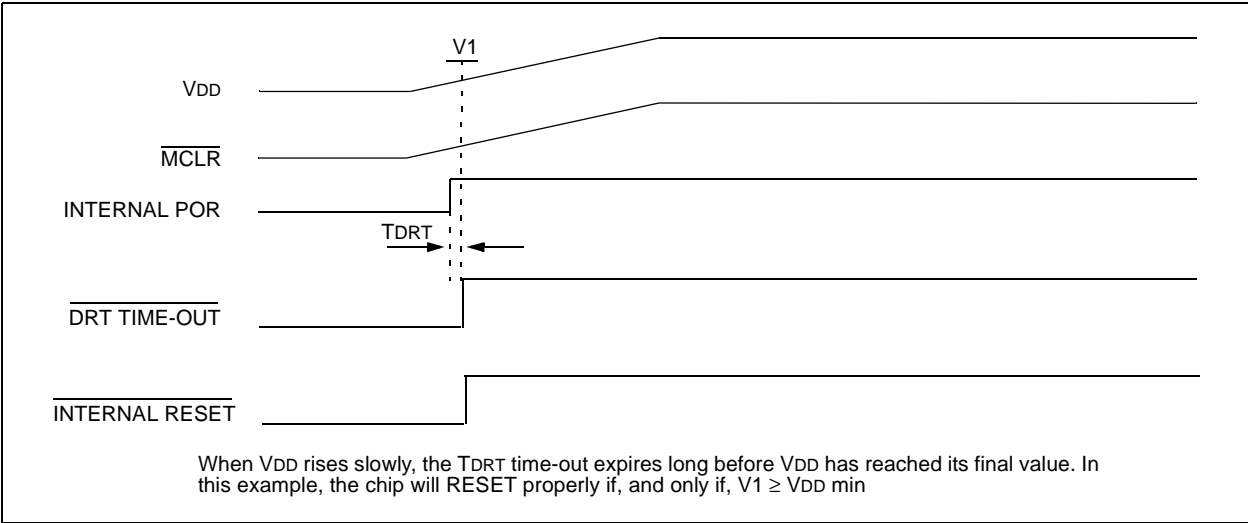 V1
VDD
MCLR
INTERNAL POR
TDRT
DRT TIME-OUT
INTERNAL RESET
When VDD rises slowly, the TDRT time-out expires long before VDD has reached its final value. In
this example, the chip will RESET properly if, and only if, V1 ≥ VDD min